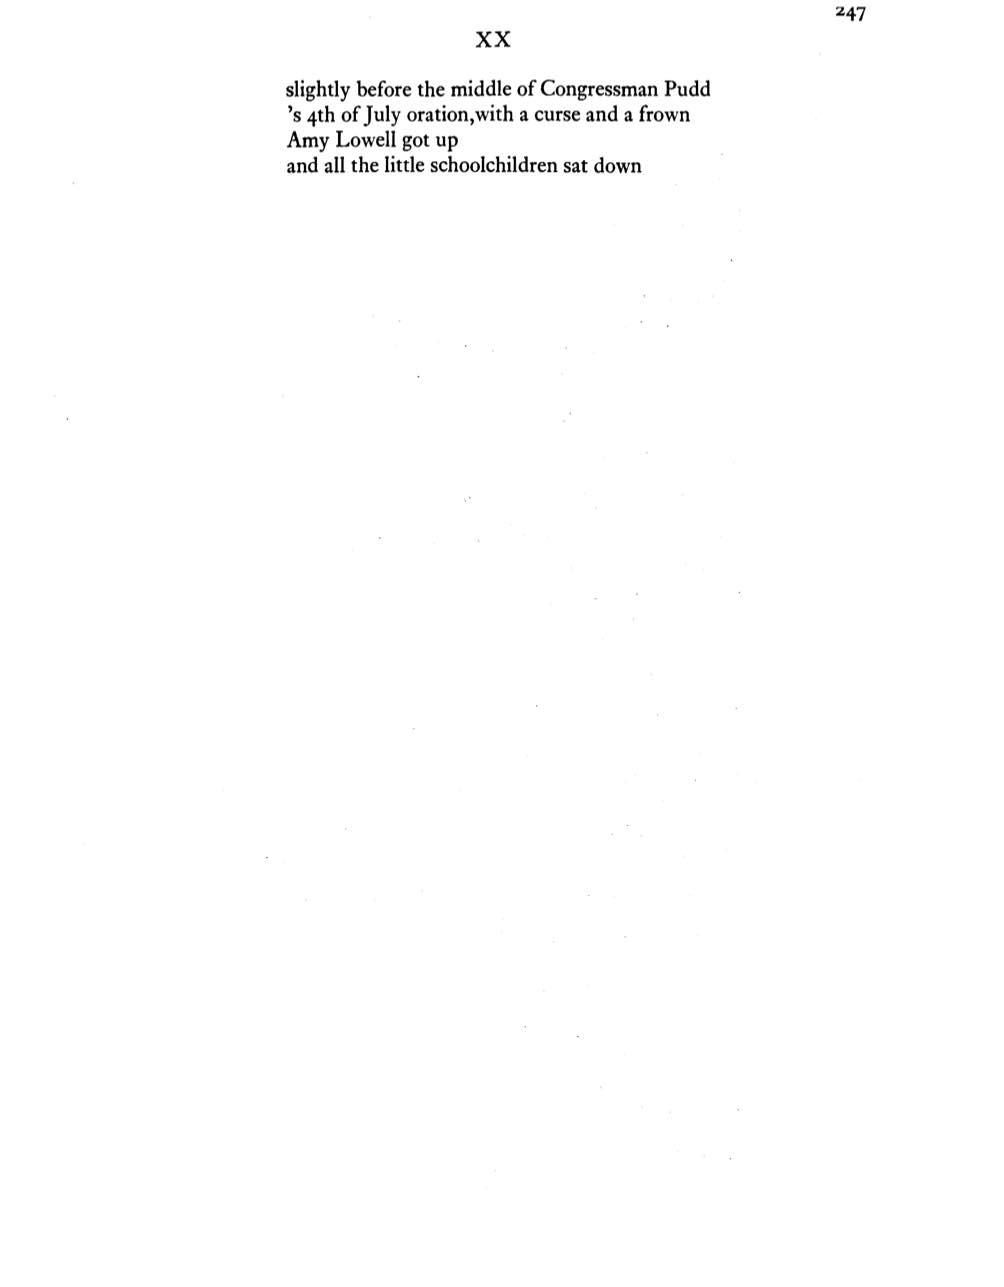 247
XX
slightly before the middle of Congressman Pudd
’s 4th of July oration,with a curse and a frown
Amy Lowell got up
and all the little schoolchildren sat down